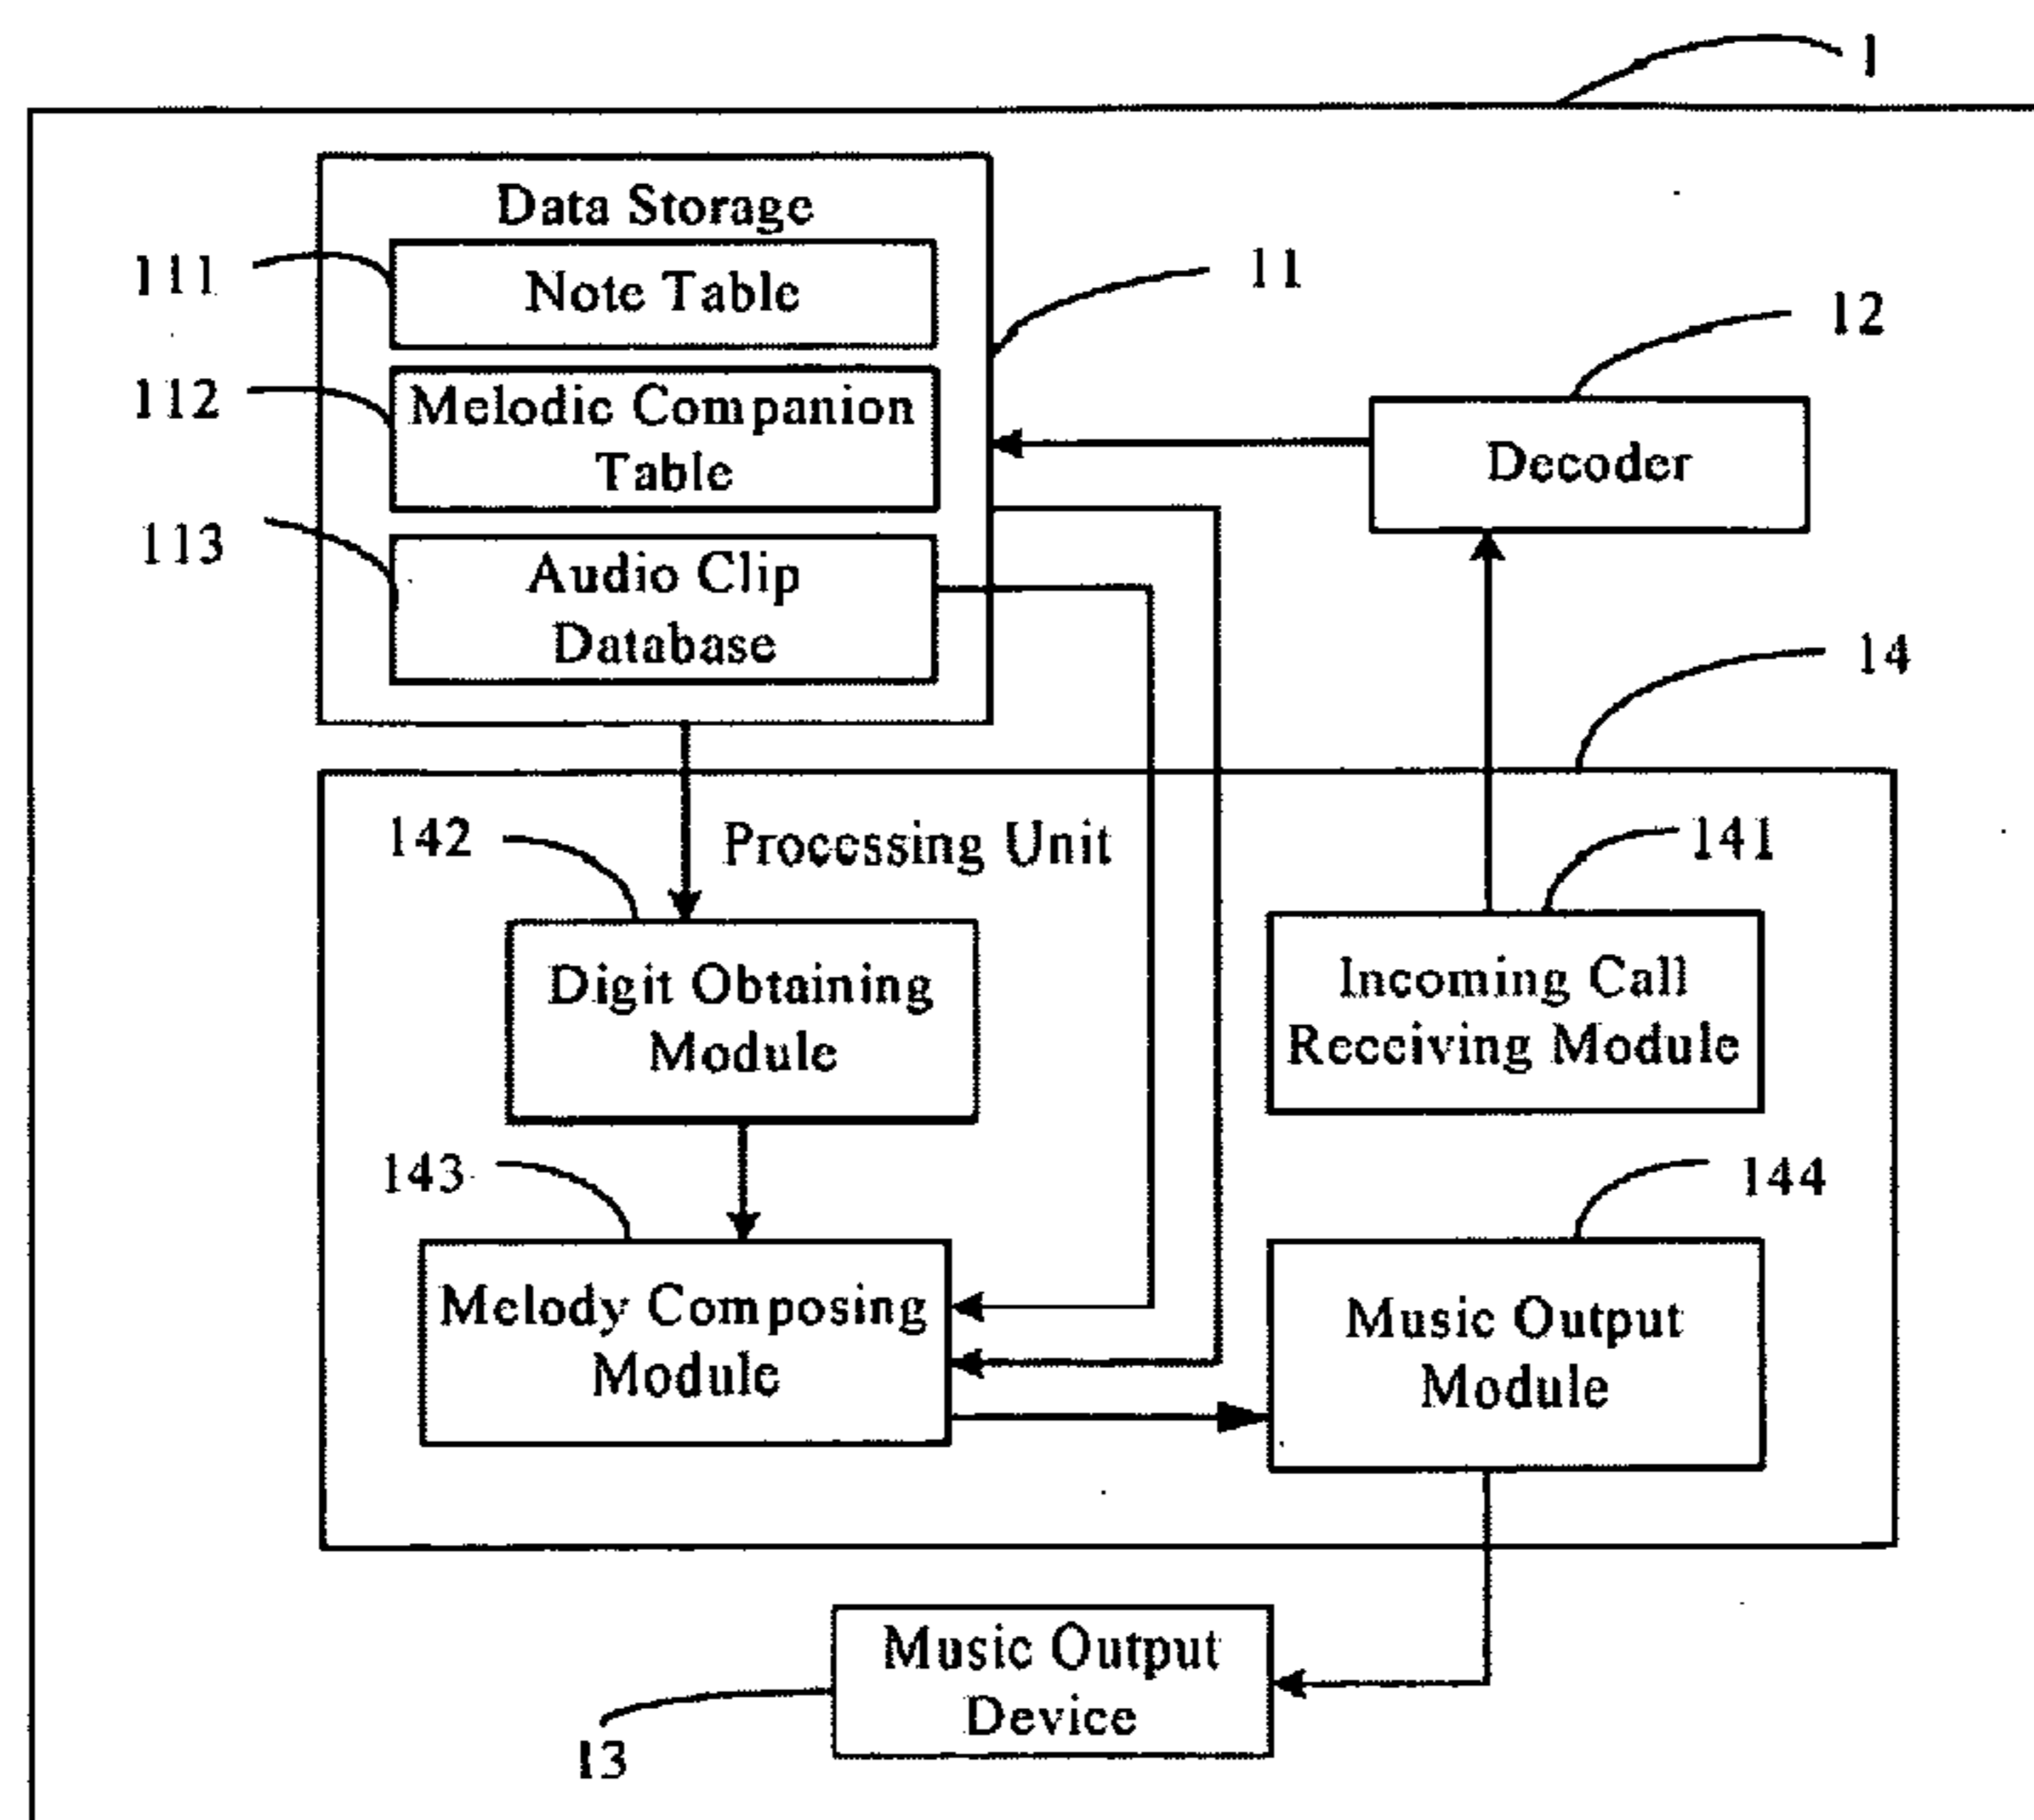 1
Data Storage
111
Note Table
11
12
112
Melodic Companion
Table
Decoder
113
Audio Clip
Database
14
142
Processing Unit
141
Digit Obtaining
Module
Incoming Call
Receiving Module
143
144
Melody Composing
Module
Music Output
Module
Music Output
Device
13